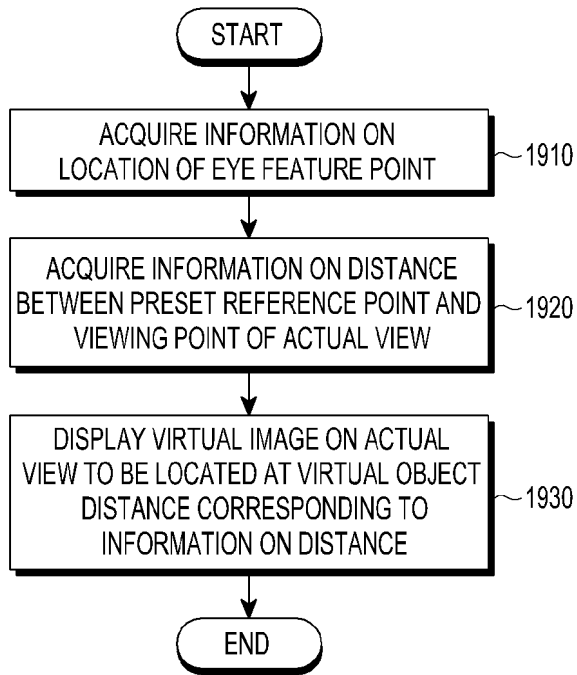 START
ACQUIRE INFORMATION ON
LOCATION OF EYE FEATURE POINT
1910
ACQUIRE INFORMATION ON DISTANCE
BETWEEN PRESET REFERENCE POINT AND
VIEWING POINT OF ACTUAL VIEW
1920
DISPLAY VIRTUAL IMAGE ON ACTUAL
VIEW TO BE LOCATED AT VIRTUAL OBJECT
DISTANCE CORRESPONDING TO
INFORMATION ON DISTANCE
1930
END